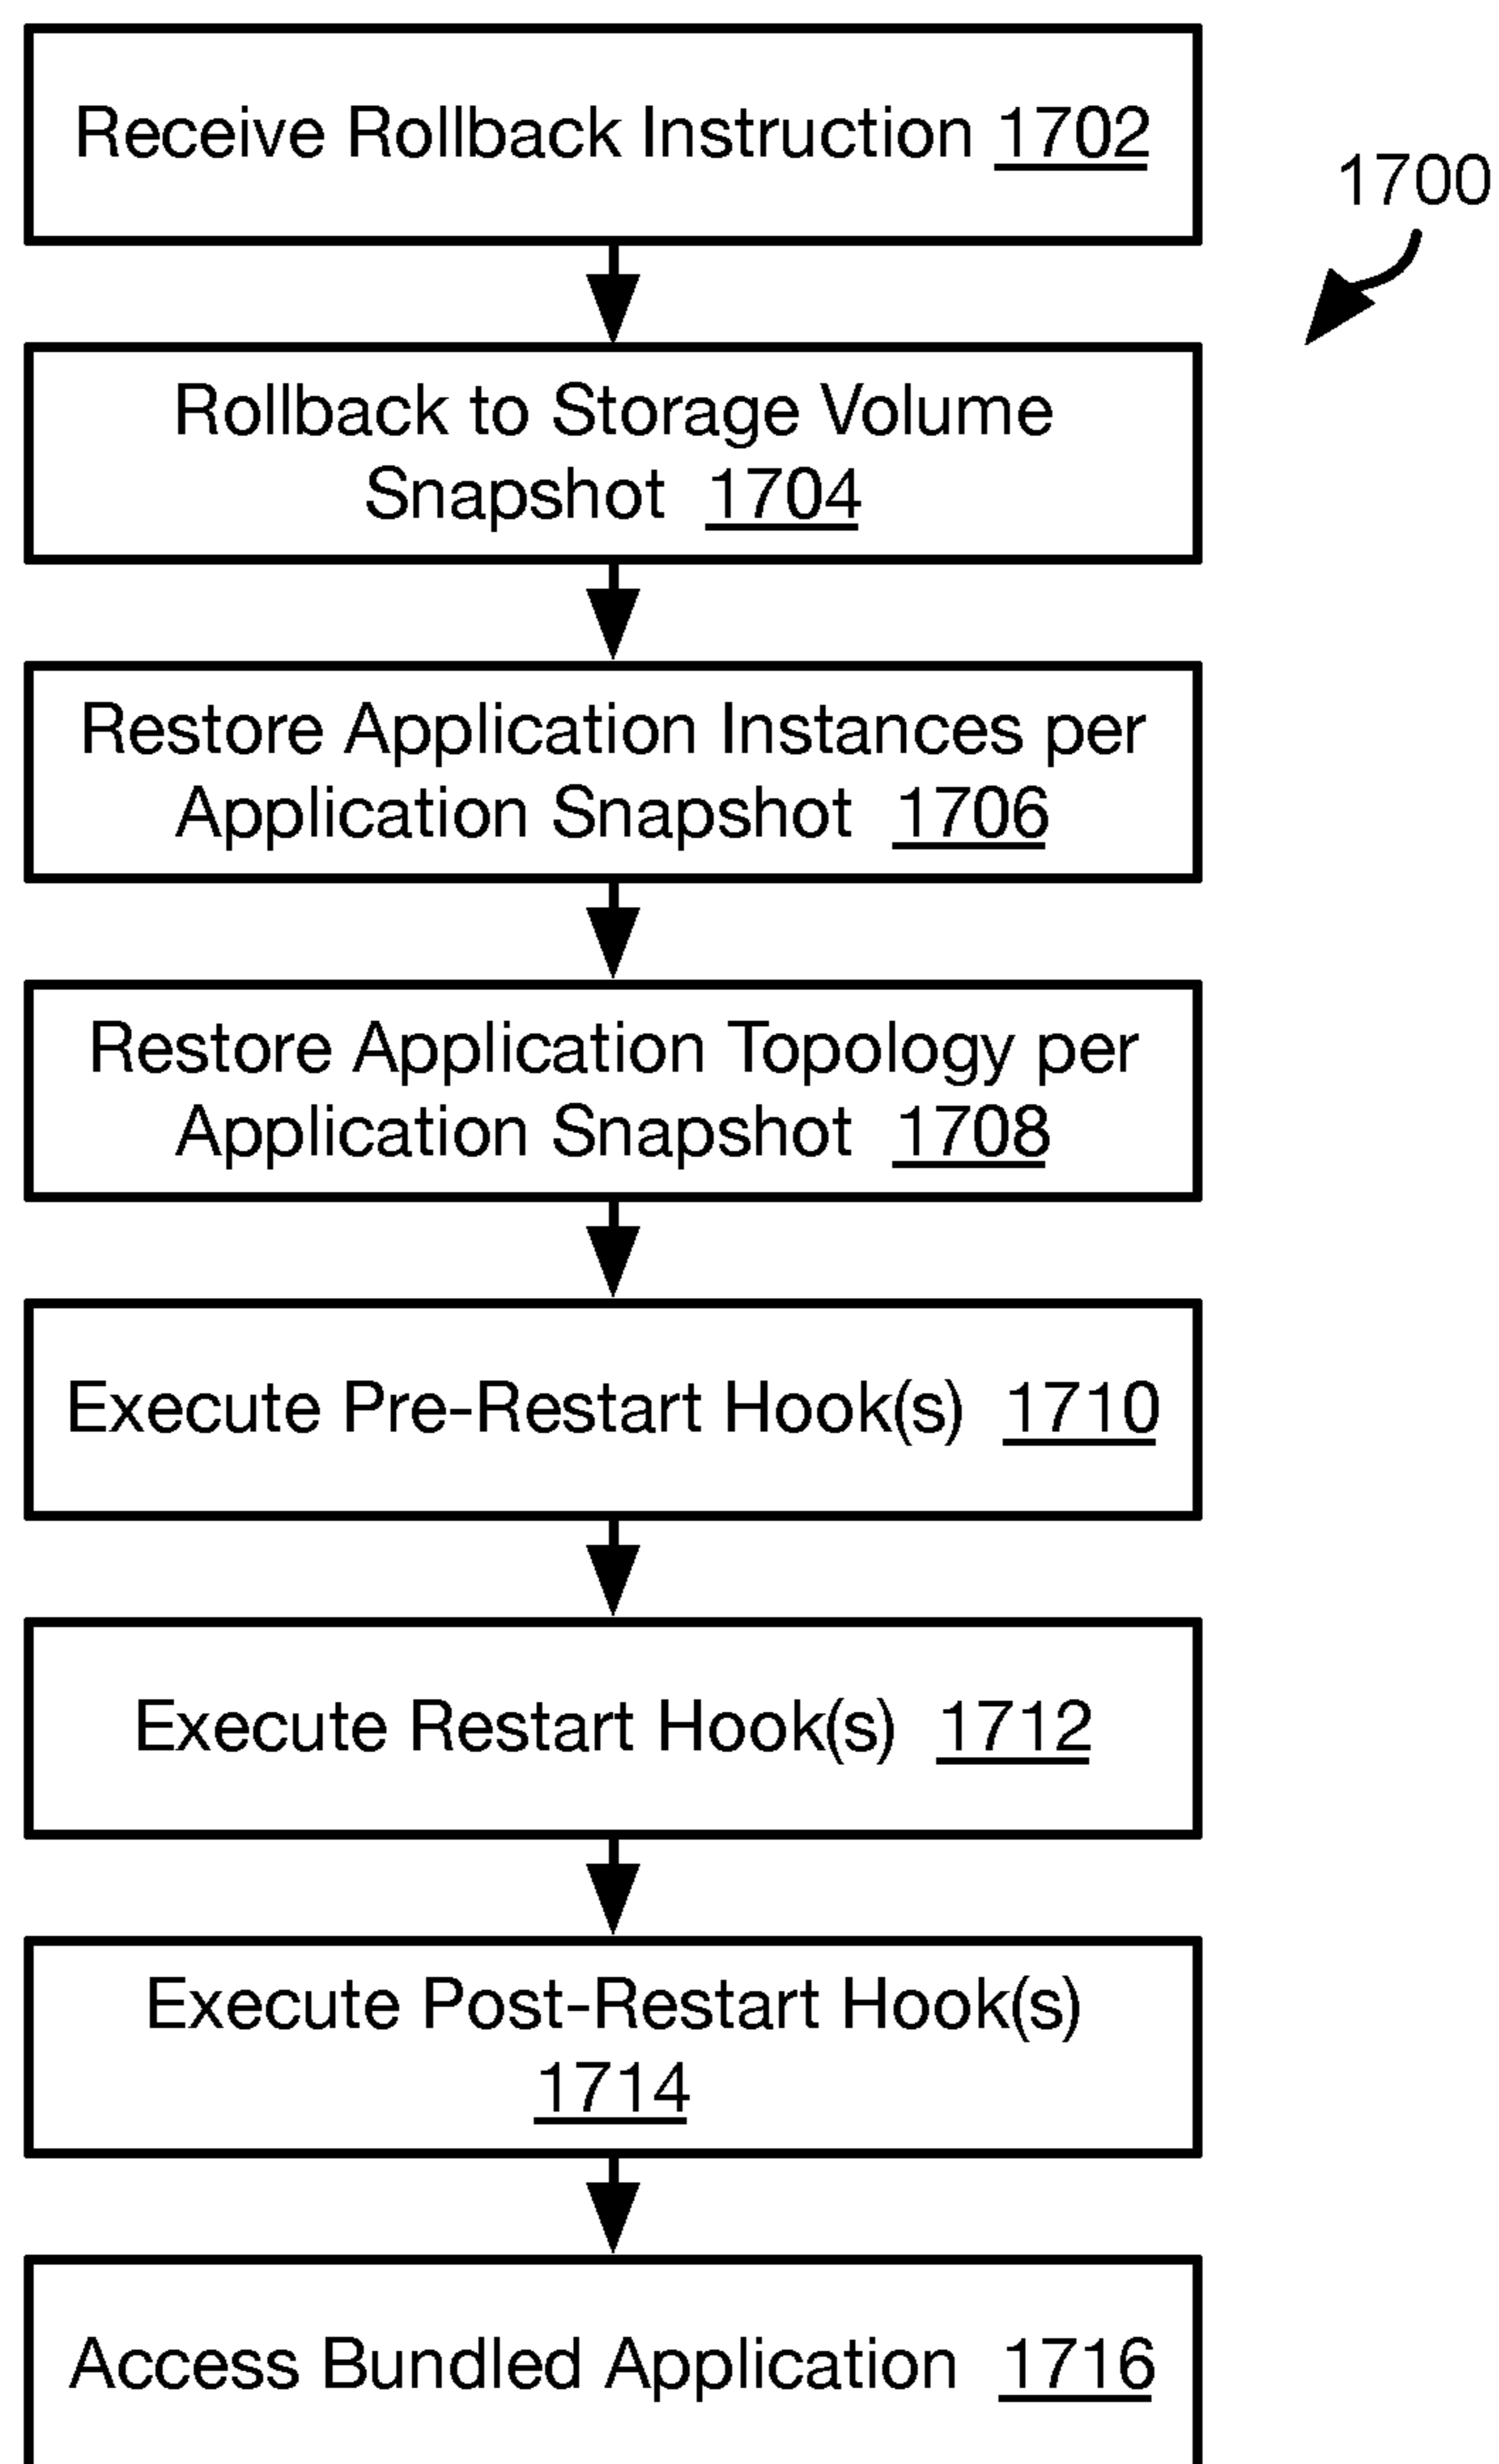 Receive Rollback Instruction 1702
1700
Rollback to Storage Volume
Snapshot 1704
Restore Application Instances per
Application Snapshot 1706
Restore Application Topology per
Application Snapshot 1708
Execute Pre-Restart Hook(s) 1710
Execute Restart Hook(s) 1712
Execute Post-Restart Hook(s)
1714
Access Bundled Application 1716